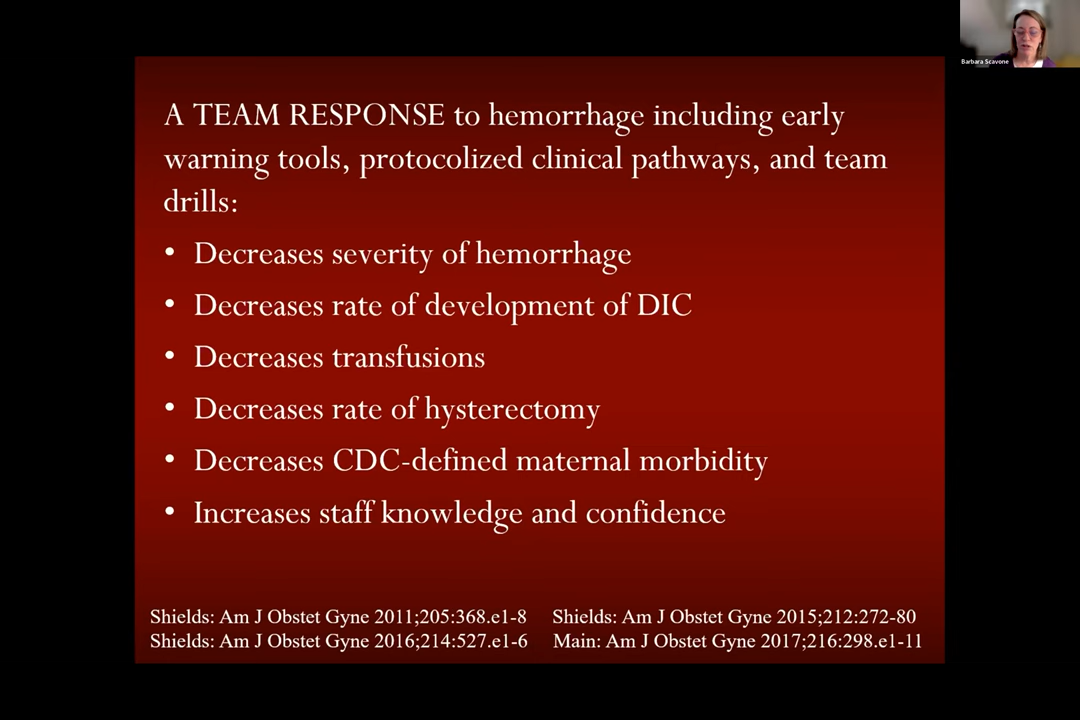 Barbara Scavone
A TEAM RESPONSE to hemorrhage including early
warning tools, protocolized clinical pathways, and team
drills:
• Decreases severity of hemorrhage
• Decreases rate of development of DIC
• Decreases transfusions
• Decreases rate of hysterectomy
• Decreases CDC-defined maternal morbidity
• Increases staff knowledge and confidence
Shields: Am J Obstet Gyne 2011;205:368.e1-8 Shields: Am J Obstet Gyne 2015;212:272-80
Shields: Am J Obstet Gyne 2016;214:527.e1-6 Main: Am J Obstet Gyne 2017;216:298.e1-11